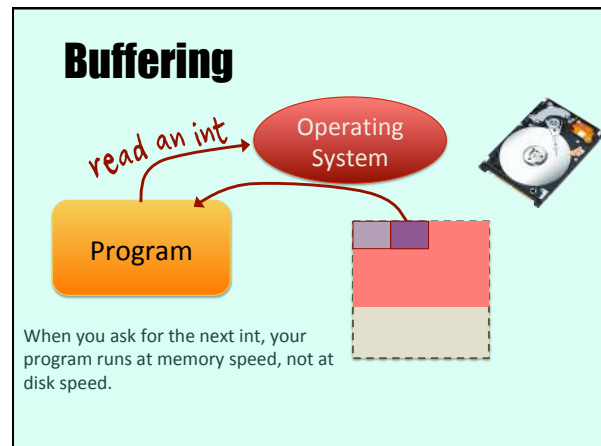 Buffering
read an int
Operating
System
Program
When you ask for the next int, your
program runs at memory speed, not at
disk speed.